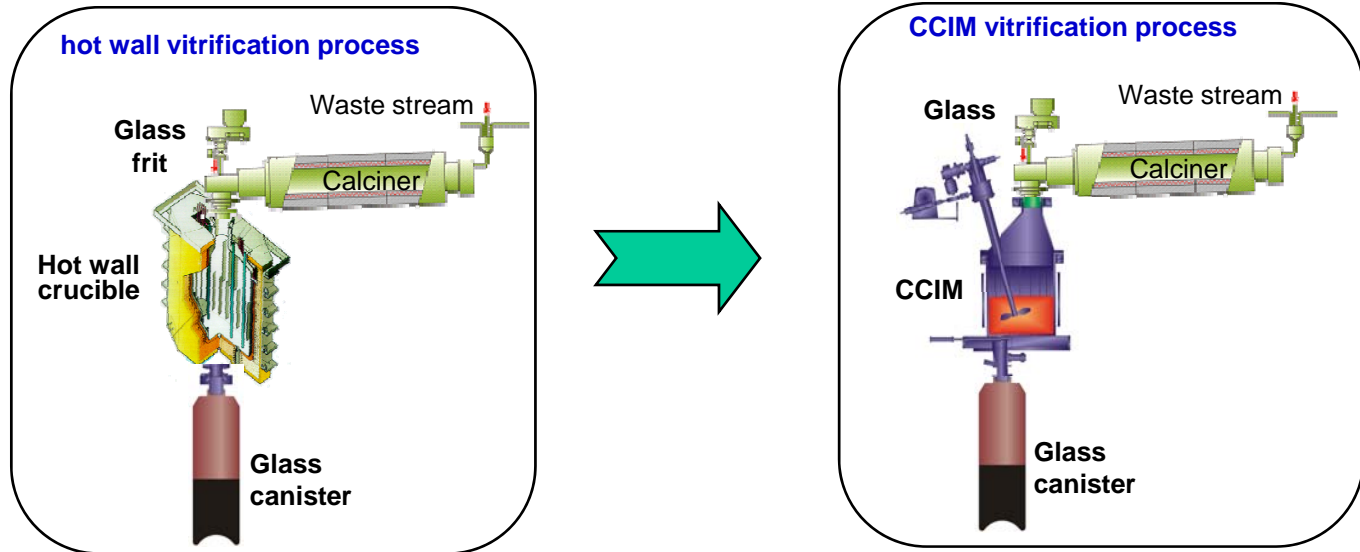 hot wall vitrification process
Waste stream
Glass
frit
Calciner
Hot wall
crucible
Glass
canister
CCIM vitrification process
Waste stream
Glass
Calciner
CCIM
Glass
canister